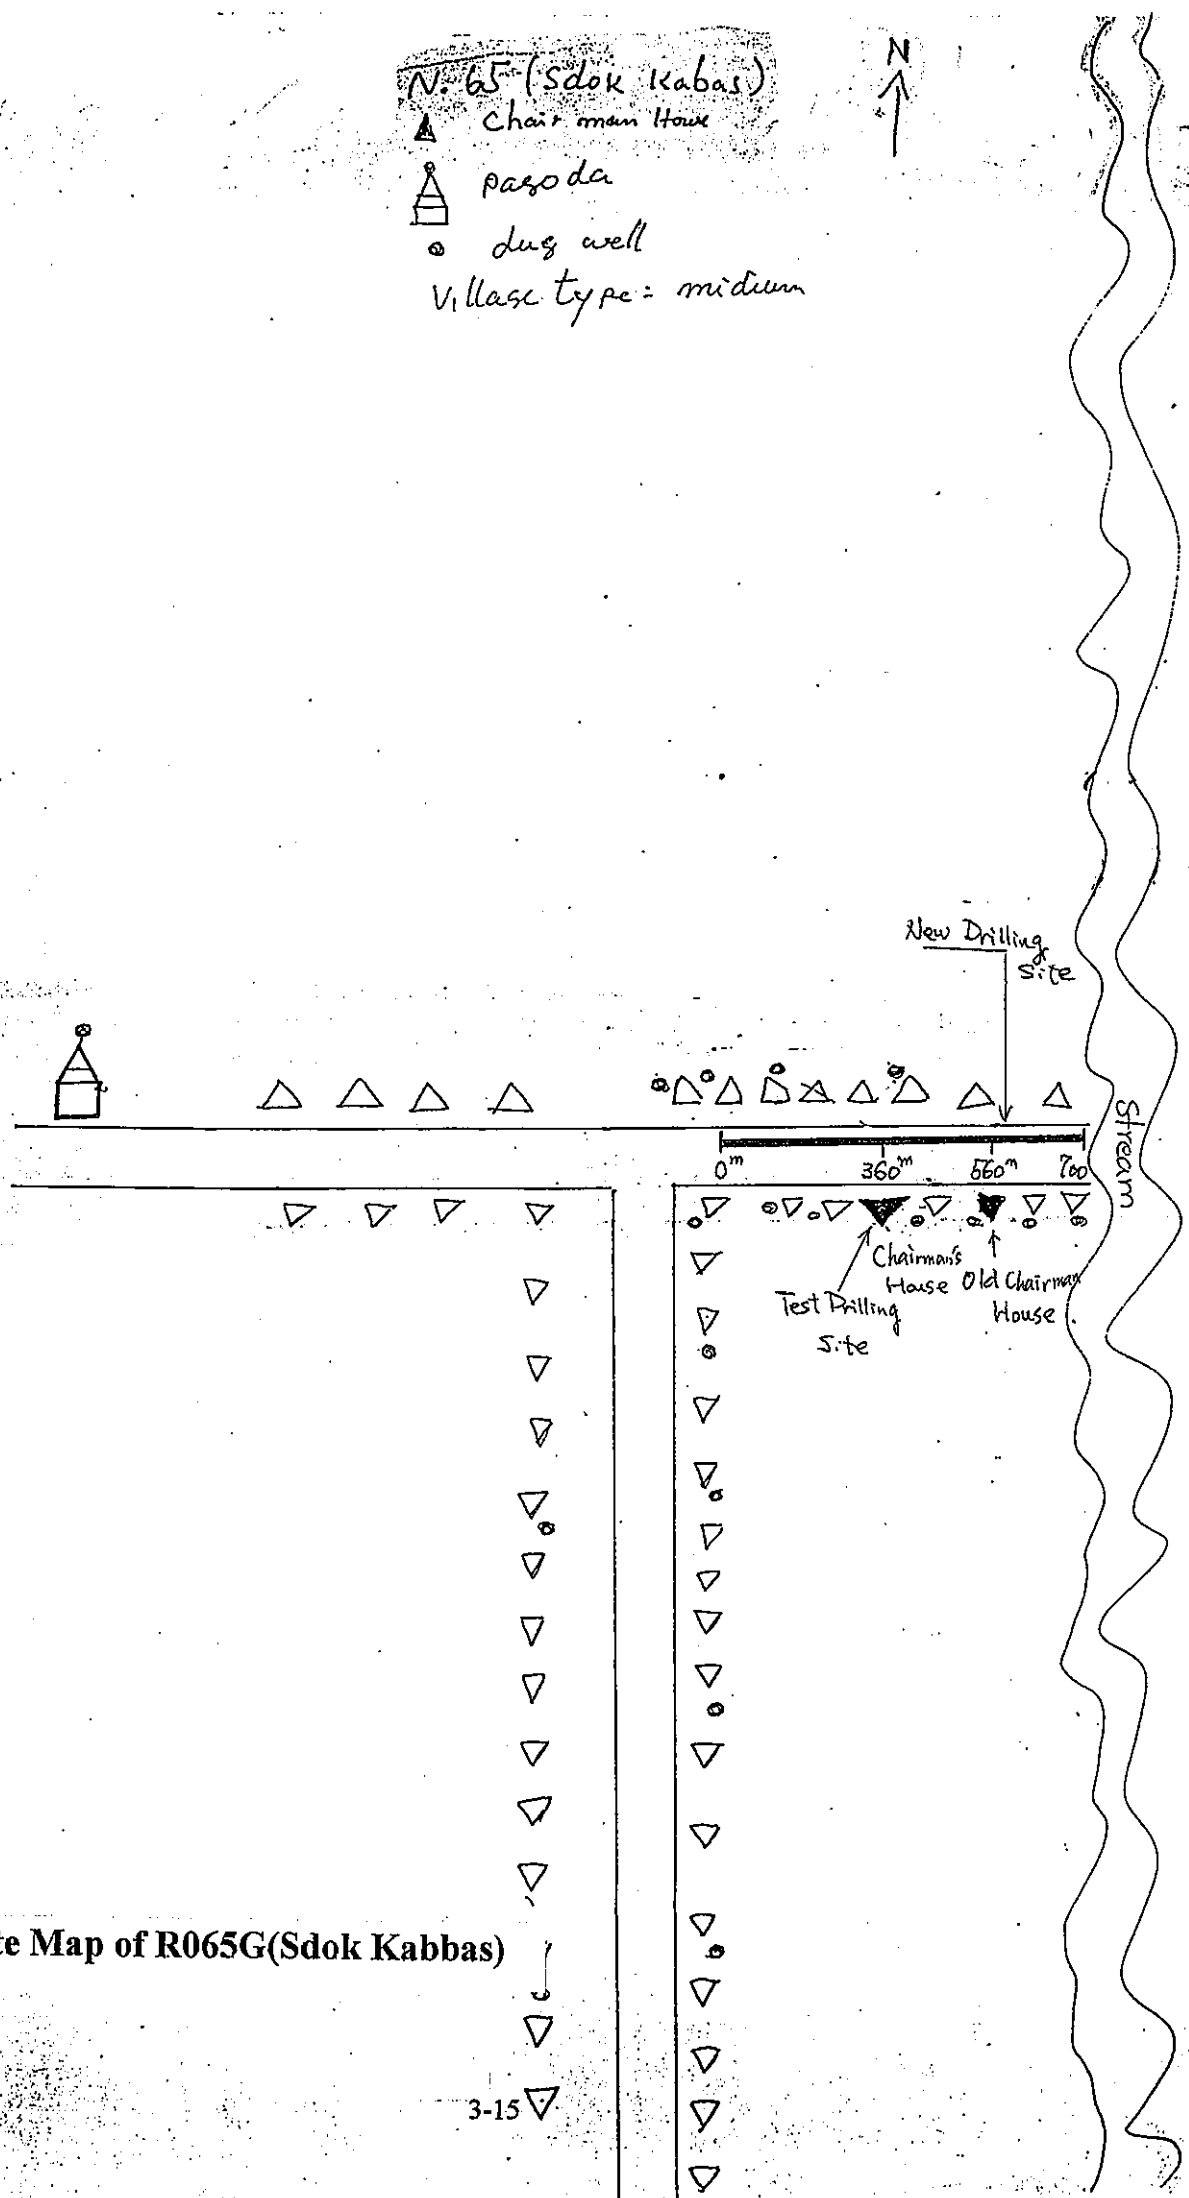 N. 65 (Sdok Kabas)
Chair man House
pagoda
dug well
Village type: midium
N
New Drilling
Site
Stream
0m 360m 560m 700
Chairman's
House
Old Chairman
House
Test Drilling
Site
te Map of R065G(Sdok Kabbas)
3-15